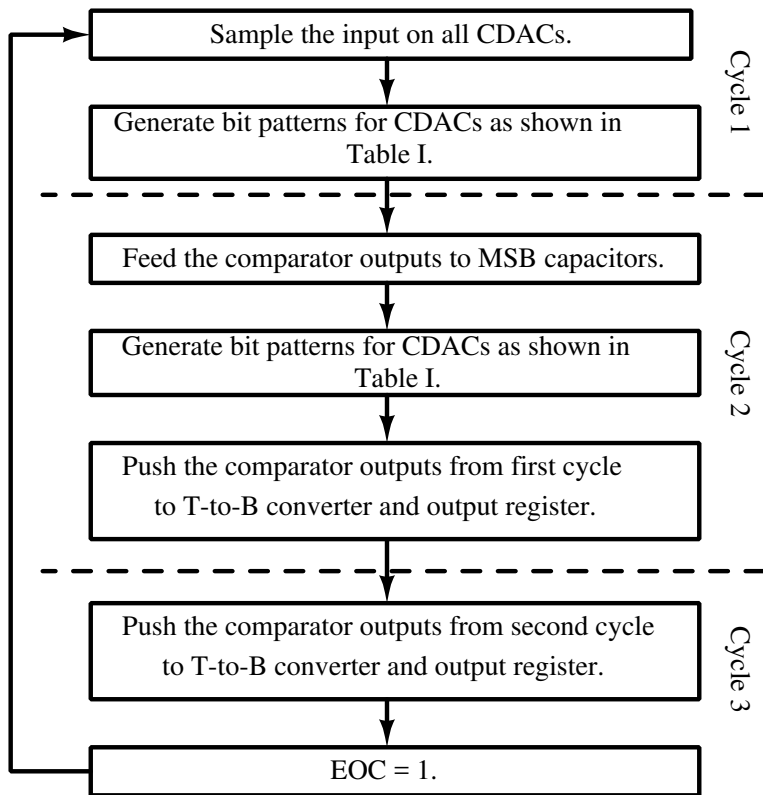 Sample the input on all CDACs.
Generate bit patterns for CDACs as shown in
Table I.
Cycle 1
Feed the comparator outputs to MSB capacitors.
Generate bit patterns for CDACs as shown in
Table I.
Push the comparator outputs from first cycle
to T-to-B converter and output register.
Cycle 2
Push the comparator outputs from second cycle
to T-to-B converter and output register.
EOC = 1.
Cycle 3